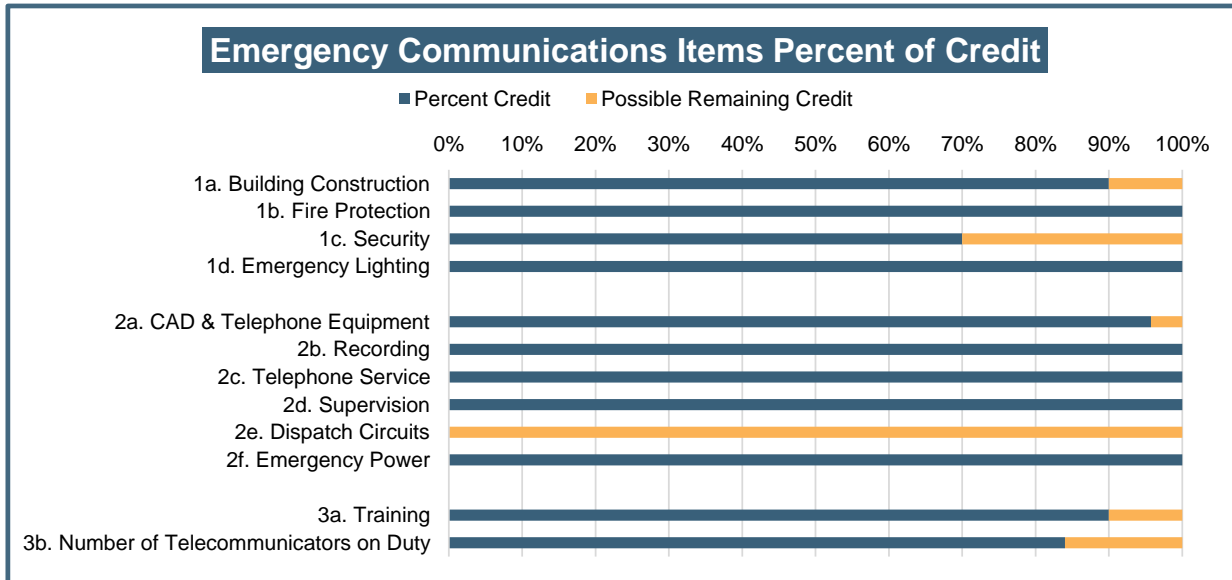 Emergency Communications Items Percent of Credit
Percent Credit Possible Remaining Credit
0% 10% 20% 30% 40% 50% 60% 70% 80% 90% 100%
1a. Building Construction
1b. Fire Protection
1c. Security
1d. Emergency Lighting
2a. CAD & Telephone Equipment
2b. Recording
2c. Telephone Service
2d. Supervision
2e. Dispatch Circuits
2f. Emergency Power
3a. Training
3b. Number of Telecommunicators on Duty